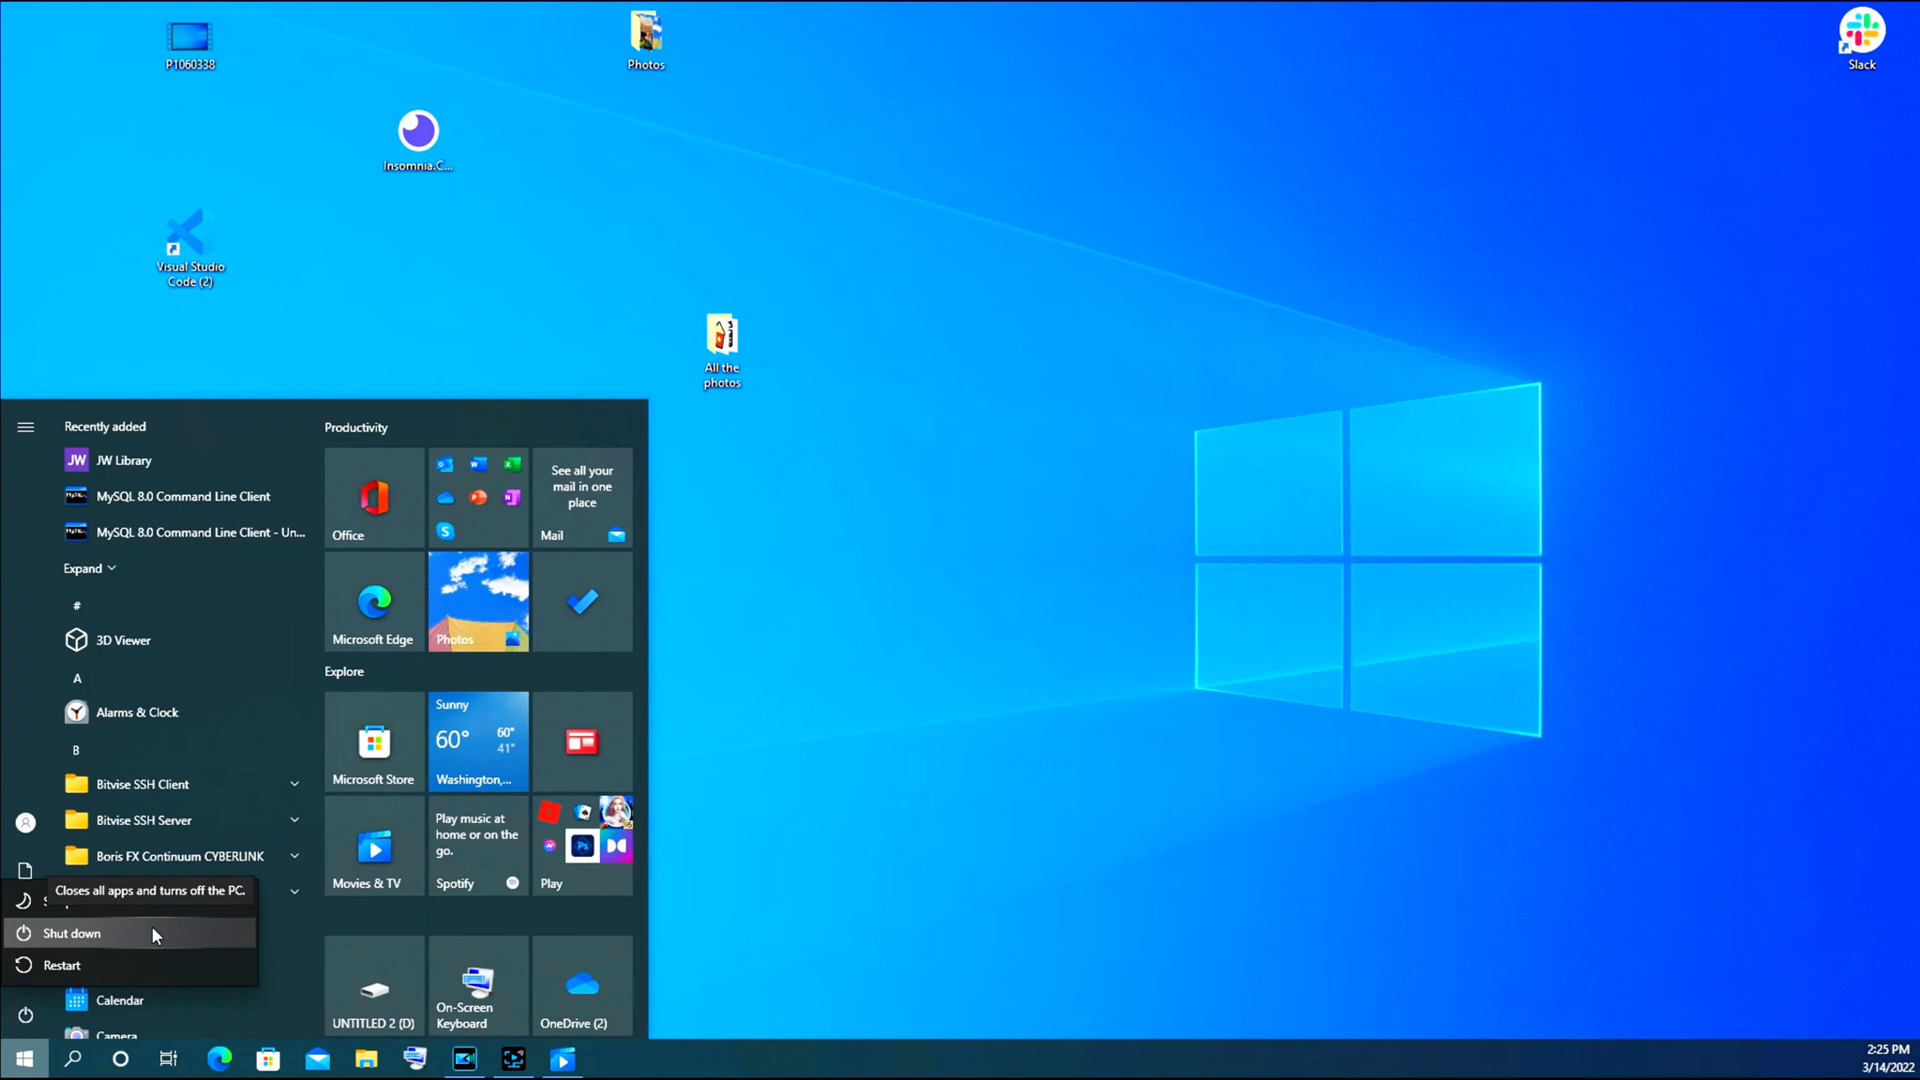 P1060338
Photos
Slack
Insomnia.C...
Visual Studio
Code (2)
All the
photos
Recently added
JW JW Library
MySQL 8.0 Command Line Client
MySQL 8.0 Command Line Client - Un...
Expand
#
3D Viewer
A
Alarms & Clock
B
Bitvise SSH Client
Bitvise SSH Server
Boris FX Continuum CYBERLINK
Closes all apps and turns off the PC.
Shut down
Restart
Calendar
Camera
Productivity
Office
See all your
mail in one
place
Mail
Microsoft Edge
Photos
Explore
Microsoft Store
Sunny
60° 60°
41°
Washington,...
Movies & TV
Play music at
home or on the
go.
Spotify
Ps
Play
UNTITLED 2 (D)
On-Screen
Keyboard
OneDrive (2)
2:25 PM
3/14/2022